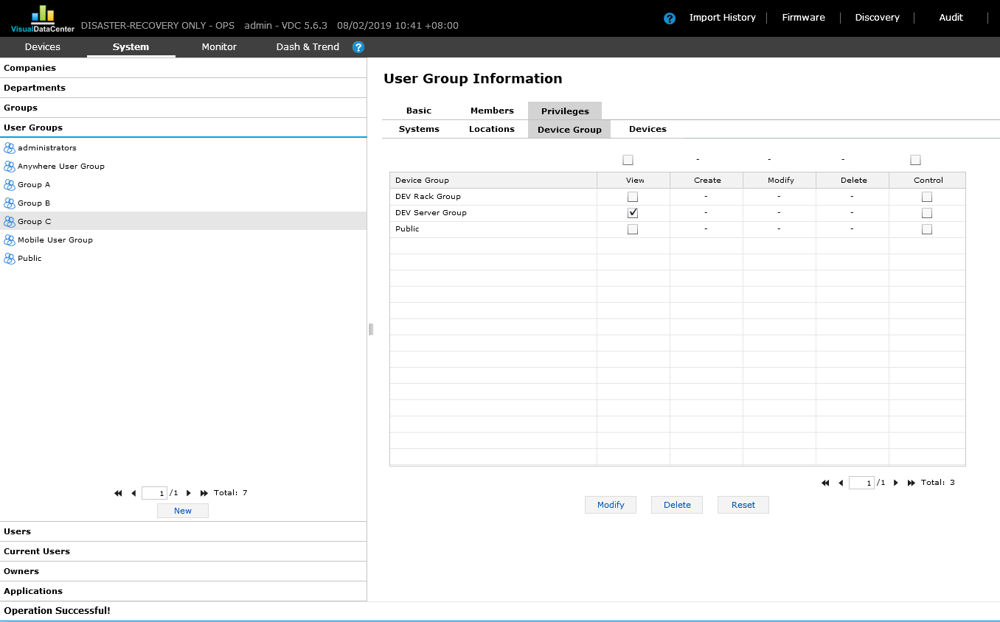 VisualDataCenter DISASTER-RECOVERY ONLY - OPS admin - VDC 5.6.3 08/02/2019 10:41 +08:00 ? Import History Firmware Discovery Audit
Devices System Monitor Dash & Trend ?
Companies
Departments
Groups
User Groups
administrators
Anywhere User Group
Group A
Group B
Group C
Mobile User Group
Public
1 /1 Total: 7
New
Users
Current Users
Owners
Applications
Operation Successful!
User Group Information
Basic Members Privileges
Systems Locations Device Group Devices
- - -
Device Group View Create Modify Delete Control
DEV Rack Group - - -
DEV Server Group - - -
Public - - -
1 /1 Total: 3
Modify Delete Reset